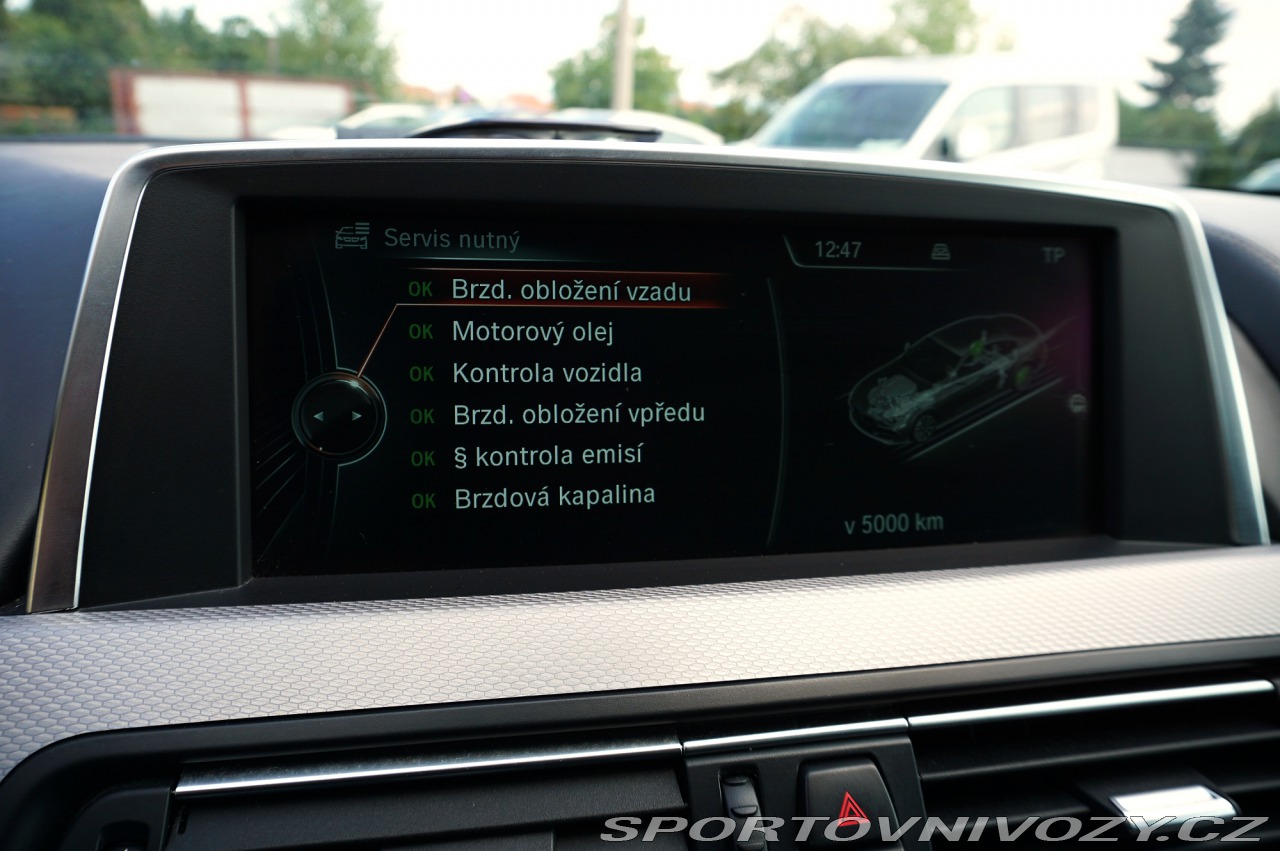 Servis nutný
12:47
TP
OK Brzd. obložení vzadu
OK Motorový olej
OK Kontrola vozidla
OK Brzd. obložení vpředu
OK § kontrola emisí
OK Brzdová kapalina
v 5000 km
SPORTOVNIVOZY.CZ